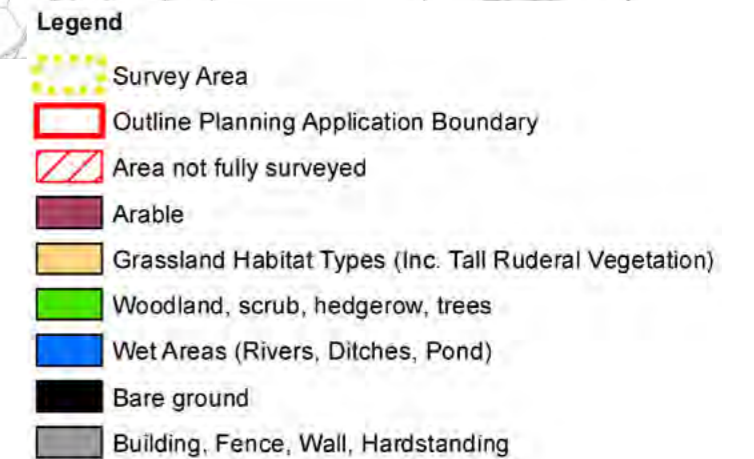 Legend
Survey Area
Outline Planning Application Boundary
Area not fully surveyed
Arable
Grassland Habitat Types (Inc. Tall Ruderal Vegetation)
Woodland, scrub, hedgerow, trees
Wet Areas (Rivers, Ditches, Pond)
Bare ground
Building, Fence, Wall, Hardstanding